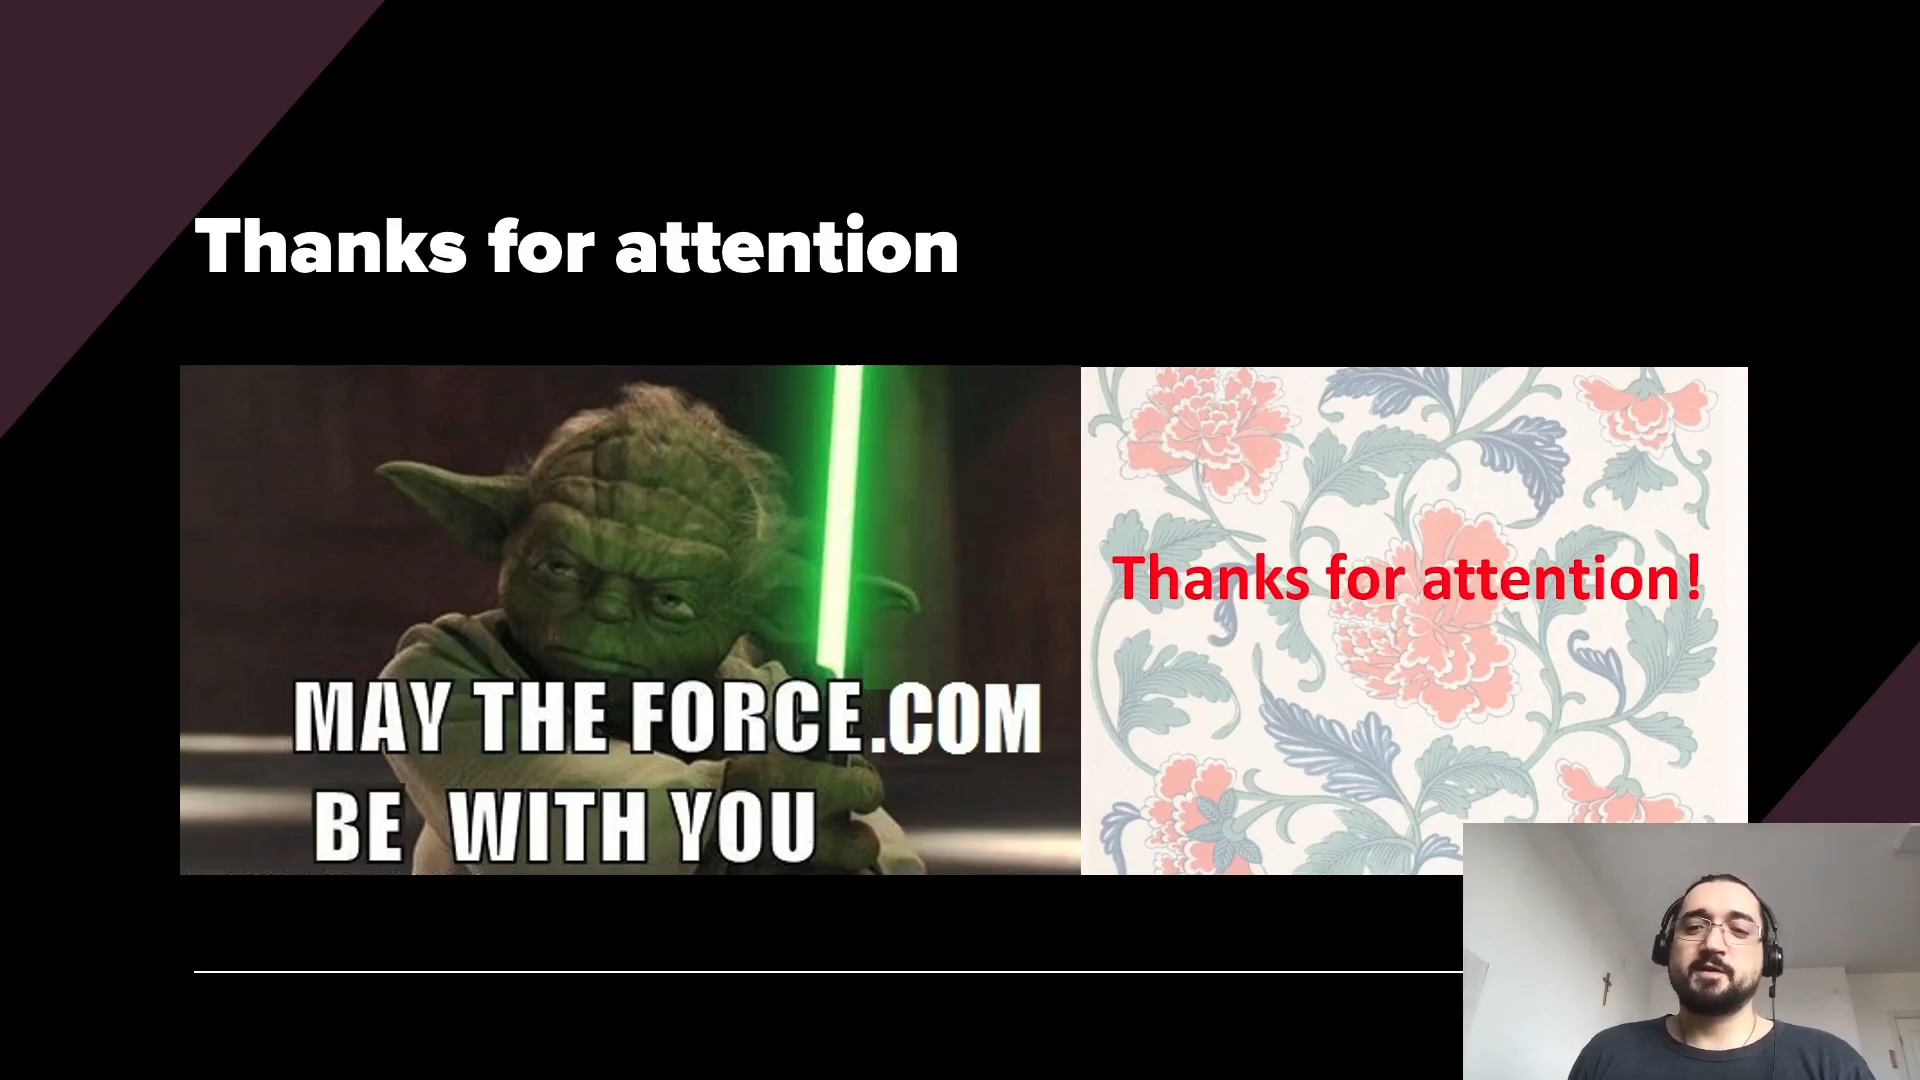 Thanks for attention
MAY THE FORCE.COM
BE WITH YOU
Thanks for attention!